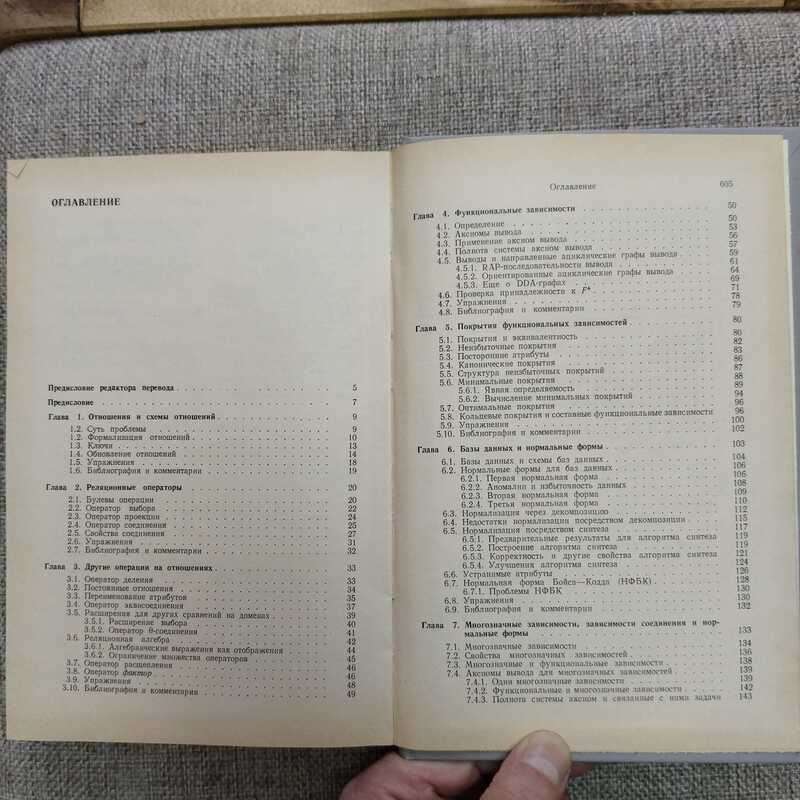 ОГЛАВЛЕНИЕ
Предисловие редактора перевода . . . 5
Предисловие . . . 7
Глава 1. Отношения и схемы отношений . . . 9
1.2. Суть проблемы . . . 9
1.2. Формализация отношений . . . 10
1.3. Ключи . . . 13
1.4. Обновление отношений . . . 14
1.5. Упражнения . . . 18
1.6. Библиография и комментарии . . . 19
Глава 2. Реляционные операторы . . . 20
2.1. Булевы операции . . . 20
2.2. Оператор выбора . . . 22
2.3. Оператор проекции . . . 24
2.4. Оператор соединения . . . 25
2.5. Свойства соединения . . . 27
2.6. Упражнения . . . 31
2.7. Библиография и комментарии . . . 32
Глава 3. Другие операции на отношениях . . . 33
3.1. Оператор деления . . . 33
3.2. Постоянные отношения . . . 34
3.3. Переименование атрибутов . . . 35
3.4. Оператор эквисоединения . . . 37
3.5. Расширения для других сравнений на доменах . . . 39
3.5.1. Расширение выбора . . . 40
3.5.2. Оператор θ-соединения . . . 41
3.6. Реляционная алгебра . . . 42
3.6.1. Алгебраические выражения как отображения . . . 44
3.6.2. Ограничение множества операторов . . . 45
3.7. Оператор расщепления . . . 46
3.8. Оператор фактор . . . 46
3.9. Упражнения . . . 48
3.10. Библиография и комментарии . . . 49
Оглавление 605
Глава 4. Функциональные зависимости . . . 50
4.1. Определение . . . 50
4.2. Аксиомы вывода . . . 53
4.3. Применение аксиом вывода . . . 56
4.4. Полнота системы аксиом вывода . . . 57
4.5. Выводы и направленные ациклические графы вывода . . . 59
4.5.1. RAP-последовательности вывода . . . 61
4.5.2. Ориентированные ациклические графы вывода . . . 64
4.5.3. Еще о DDA-графах . . . 69
4.6. Проверка принадлежности к F⁺ . . . 71
4.7. Упражнения . . . 78
4.8. Библиография и комментарии . . . 79
Глава 5. Покрытия функциональных зависимостей . . . 80
5.1. Покрытия и эквивалентность . . . 80
5.2. Неизбыточные покрытия . . . 82
5.3. Посторонние атрибуты . . . 83
5.4. Канонические покрытия . . . 86
5.5. Структура неизбыточных покрытий . . . 87
5.6. Минимальные покрытия . . . 88
5.6.1. Явная определяемость . . . 89
5.6.2. Вычисление минимальных покрытий . . . 94
5.7. Оптимальные покрытия . . . 96
5.8. Кольцевые покрытия и составные функциональные зависимости 96
5.9. Упражнения . . . 100
5.10. Библиография и комментарии . . . 102
Глава 6. Базы данных и нормальные формы . . . 103
6.1. Базы данных и схемы баз данных . . . 104
6.2. Нормальные формы для баз данных . . . 106
6.2.1. Первая нормальная форма . . . 106
6.2.2. Аномалии и избыточность данных . . . 108
6.2.3. Вторая нормальная форма . . . 109
6.2.4. Третья нормальная форма . . . 110
6.3. Нормализация через декомпозицию . . . 112
6.4. Недостатки нормализации посредством декомпозиции . . . 115
6.5. Нормализация посредством синтеза . . . 117
6.5.1. Предварительные результаты для алгоритма синтеза 119
6.5.2. Построение алгоритма синтеза . . . 119
6.5.3. Корректность и другие свойства алгоритма синтеза 121
6.5.4. Улучшения алгоритма синтеза . . . 124
6.6. Устранимые атрибуты . . . 126
6.7. Нормальная форма Бойса—Кодда (НФБК) . . . 128
6.7.1. Проблемы НФБК . . . 130
6.8. Упражнения . . . 130
6.9. Библиография и комментарии . . . 132
Глава 7. Многозначные зависимости, зависимости соединения и нор-
мальные формы . . . 133
7.1. Многозначные зависимости . . . 134
7.2. Свойства многозначных зависимостей . . . 136
7.3. Многозначные и функциональные зависимости . . . 138
7.4. Аксиомы вывода для многозначных зависимостей . . . 139
7.4.1. Одни многозначные зависимости . . . 139
7.4.2. Функциональные и многозначные зависимости . . . 142
7.4.3. Полнота системы аксиом и связанные с ними задачи 143